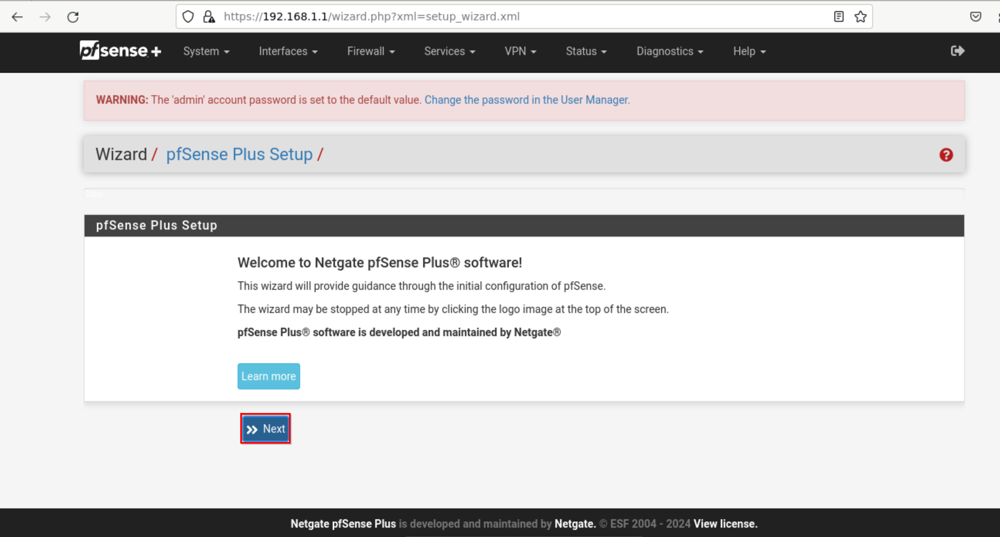 https://192.168.1.1/wizard.php?xml=setup_wizard.xml
pfsense + System Interfaces Firewall Services VPN Status Diagnostics Help
WARNING: The 'admin' account password is set to the default value. Change the password in the User Manager.
Wizard / pfSense Plus Setup / ?
Step
pfSense Plus Setup
Welcome to Netgate pfSense Plus® software!
This wizard will provide guidance through the initial configuration of pfSense.
The wizard may be stopped at any time by clicking the logo image at the top of the screen.
pfSense Plus® software is developed and maintained by Netgate®
Learn more
Next
Netgate pfSense Plus is developed and maintained by Netgate. © ESF 2004 - 2024 View license.